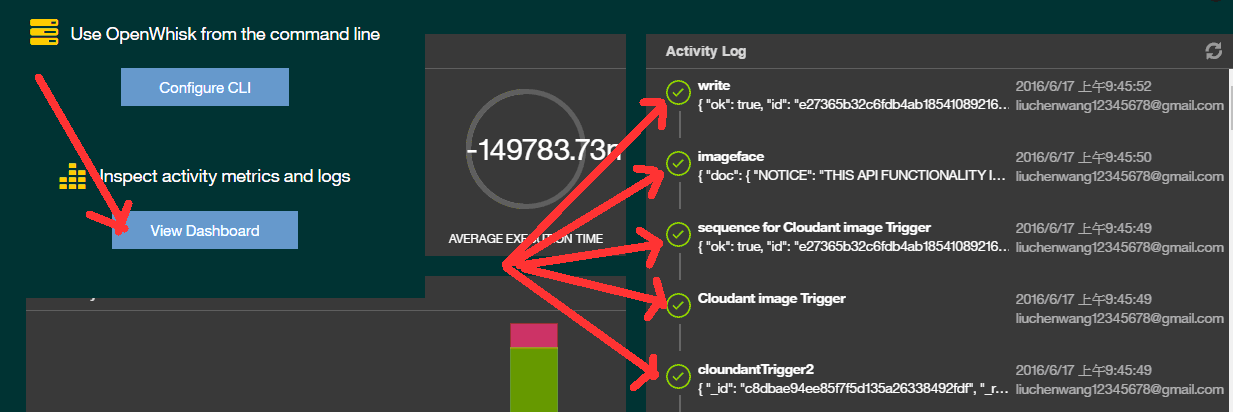 Use OpenWhisk from the command line
Configure CLI
Inspect activity metrics and logs
View Dashboard
-149783.73m
AVERAGE EXECUTION TIME
Activity Log
write
2016/6/17 上午9:45:52
{ "ok": true, "id": "e27365b32c6fdb4ab18541089216...
liuchenwang12345678@gmail.com
imageface
2016/6/17 上午9:45:50
{ "doc": { "NOTICE": "THIS API FUNCTIONALITY I...
liuchenwang12345678@gmail.com
sequence for Cloudant image Trigger
2016/6/17 上午9:45:49
{ "ok": true, "id": "e27365b32c6fdb4ab18541089216...
liuchenwang12345678@gmail.com
Cloudant image Trigger
2016/6/17 上午9:45:49
liuchenwang12345678@gmail.com
cloundantTrigger2
2016/6/17 上午9:45:49
{ "_id": "c8dbae94ee85f7f5d135a26338492fdf", "_r...
liuchenwang12345678@gmail.com